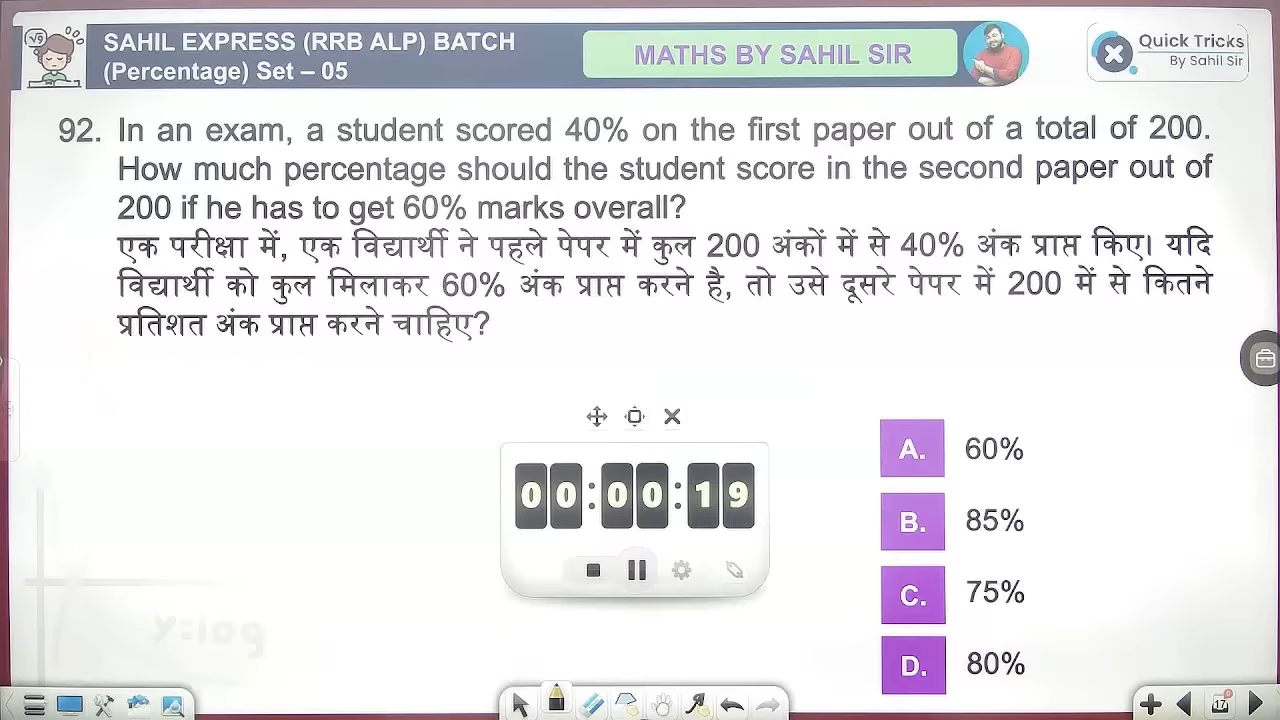 SAHIL EXPRESS (RRB ALP) BATCH
(Percentage) Set – 05
MATHS BY SAHIL SIR
Quick Tricks
By Sahil Sir
92. In an exam, a student scored 40% on the first paper out of a total of 200.
How much percentage should the student score in the second paper out of
200 if he has to get 60% marks overall?
एक परीक्षा में, एक विद्यार्थी ने पहले पेपर में कुल 200 अंकों में से 40% अंक प्राप्त किए। यदि
विद्यार्थी को कुल मिलाकर 60% अंक प्राप्त करने है, तो उसे दूसरे पेपर में 200 में से कितने
प्रतिशत अंक प्राप्त करने चाहिए?
00:00:19
A. 60%
B. 85%
C. 75%
D. 80%
y=log